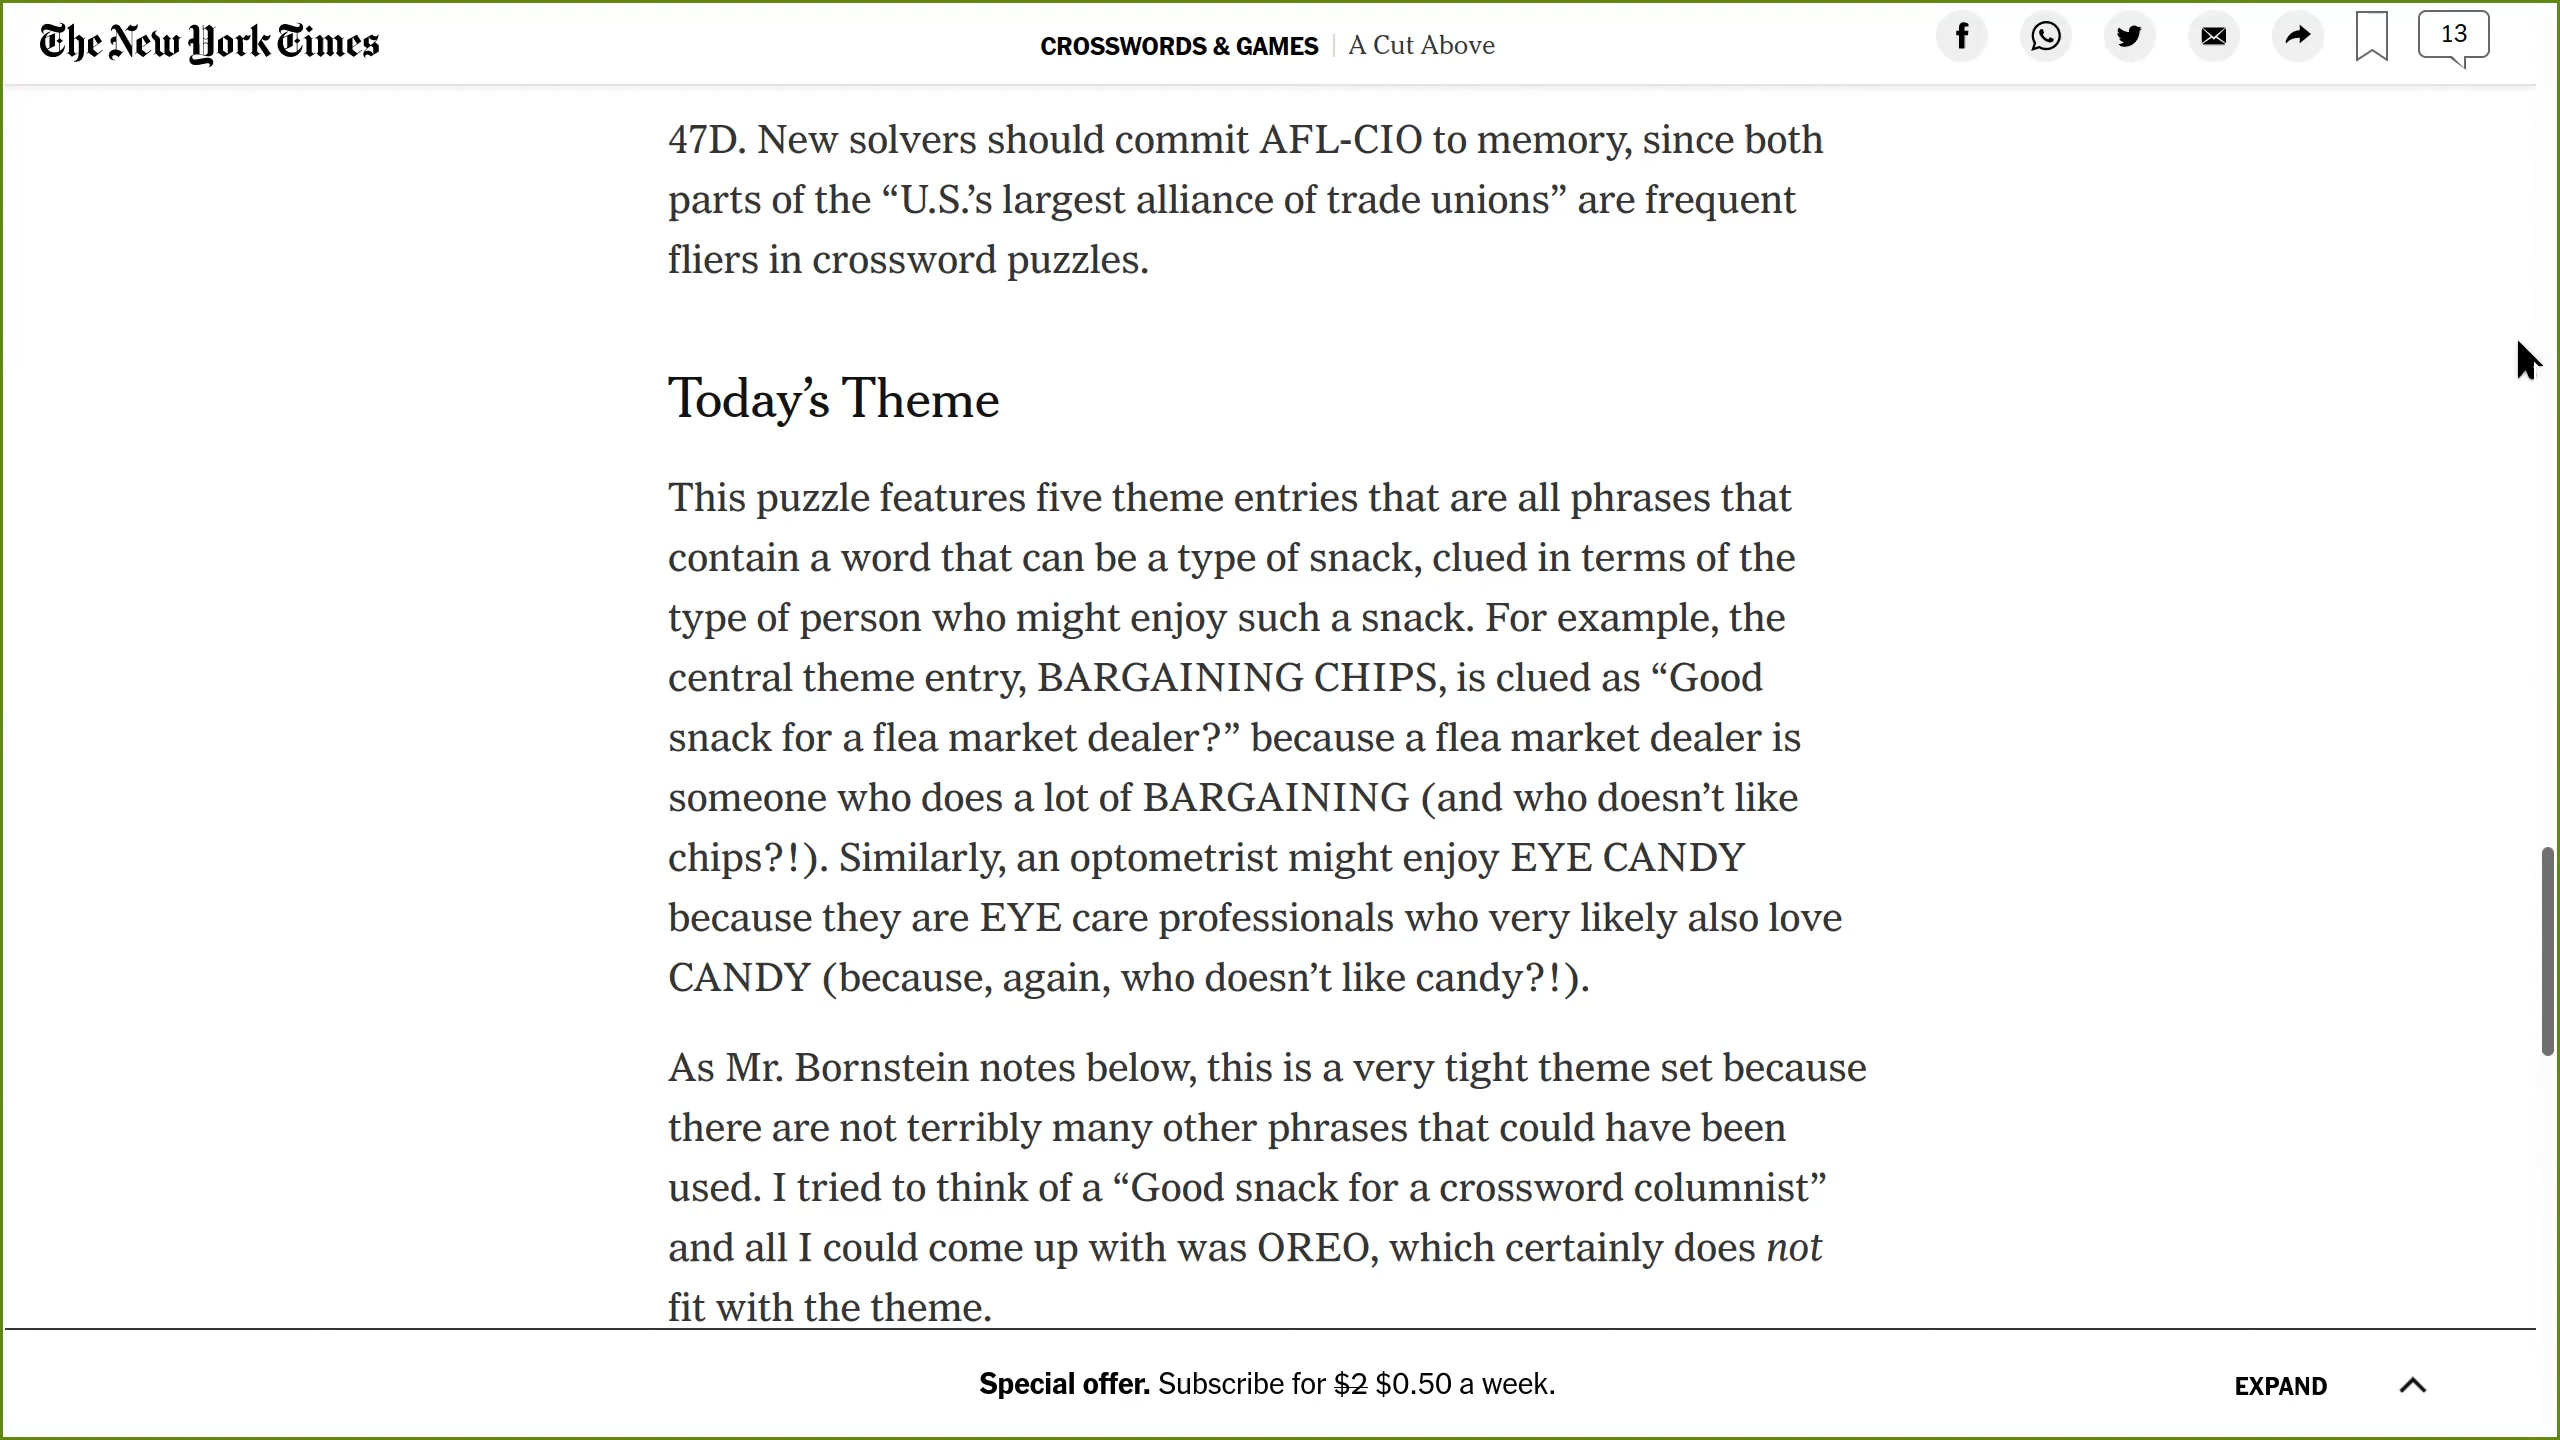 The New York Times
CROSSWORDS & GAMES | A Cut Above
13
47D. New solvers should commit AFL-CIO to memory, since both
parts of the “U.S.’s largest alliance of trade unions” are frequent
fliers in crossword puzzles.
Today’s Theme
This puzzle features five theme entries that are all phrases that
contain a word that can be a type of snack, clued in terms of the
type of person who might enjoy such a snack. For example, the
central theme entry, BARGAINING CHIPS, is clued as “Good
snack for a flea market dealer?” because a flea market dealer is
someone who does a lot of BARGAINING (and who doesn’t like
chips?!). Similarly, an optometrist might enjoy EYE CANDY
because they are EYE care professionals who very likely also love
CANDY (because, again, who doesn’t like candy?!).
As Mr. Bornstein notes below, this is a very tight theme set because
there are not terribly many other phrases that could have been
used. I tried to think of a “Good snack for a crossword columnist”
and all I could come up with was OREO, which certainly does not
fit with the theme.
Special offer. Subscribe for $2 $0.50 a week.
EXPAND